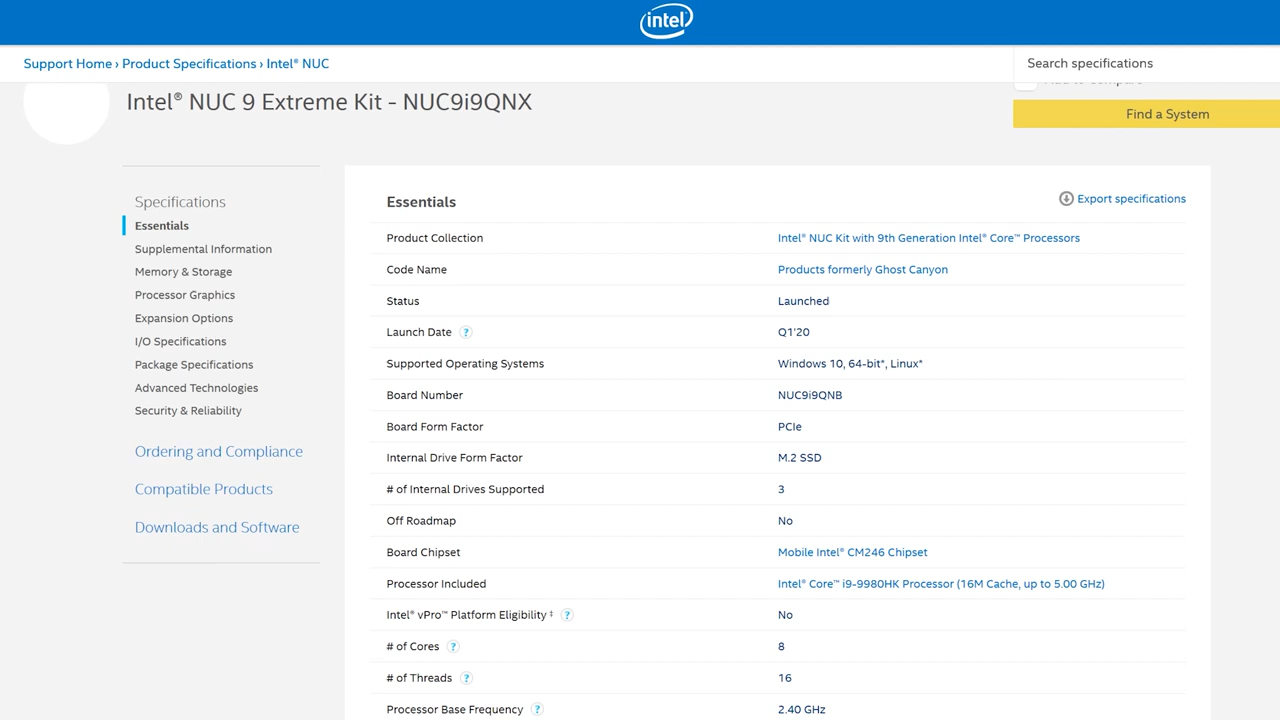 intel
Support Home › Product Specifications › Intel® NUC
Search specifications
Add to Compare
Intel® NUC 9 Extreme Kit - NUC9i9QNX
Find a System
Specifications
Essentials
Supplemental Information
Memory & Storage
Processor Graphics
Expansion Options
I/O Specifications
Package Specifications
Advanced Technologies
Security & Reliability
Ordering and Compliance
Compatible Products
Downloads and Software
Essentials
Export specifications
Product Collection Intel® NUC Kit with 9th Generation Intel® Core™ Processors
Code Name Products formerly Ghost Canyon
Status Launched
Launch Date ? Q1'20
Supported Operating Systems Windows 10, 64-bit*, Linux*
Board Number NUC9i9QNB
Board Form Factor PCIe
Internal Drive Form Factor M.2 SSD
# of Internal Drives Supported 3
Off Roadmap No
Board Chipset Mobile Intel® CM246 Chipset
Processor Included Intel® Core™ i9-9980HK Processor (16M Cache, up to 5.00 GHz)
Intel® vPro™ Platform Eligibility ‡ ? No
# of Cores ? 8
# of Threads ? 16
Processor Base Frequency ? 2.40 GHz